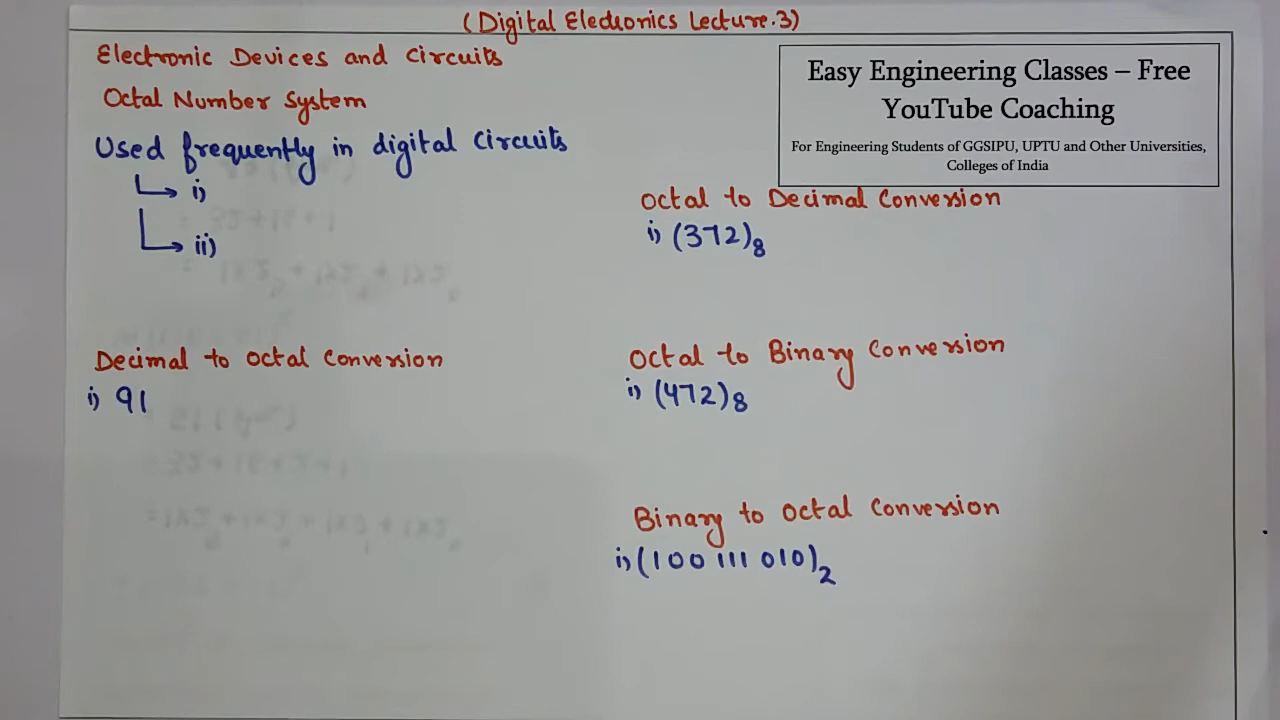 (Digital Electronics Lecture.3)
Electronic Devices and Circuits
Octal Number System
Used frequently in digital circuits
i)
ii)
Decimal to Octal Conversion
i) 91
Easy Engineering Classes – Free
YouTube Coaching
For Engineering Students of GGSIPU, UPTU and Other Universities,
Colleges of India
Octal to Decimal Conversion
i) (372)8
Octal to Binary Conversion
i) (472)8
Binary to Octal Conversion
i) (100 111 010)2